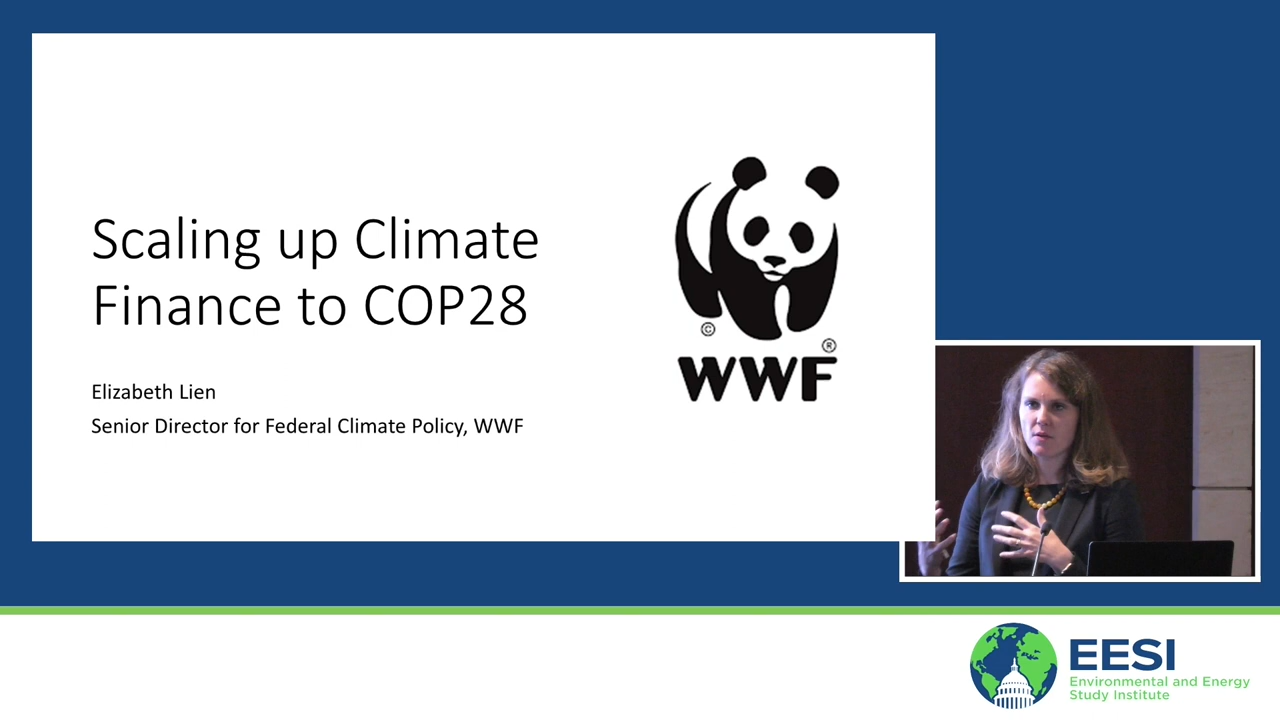 Scaling up Climate
Finance to COP28
Elizabeth Lien
Senior Director for Federal Climate Policy, WWF
©
®
WWF
EESI
Environmental and Energy
Study Institute